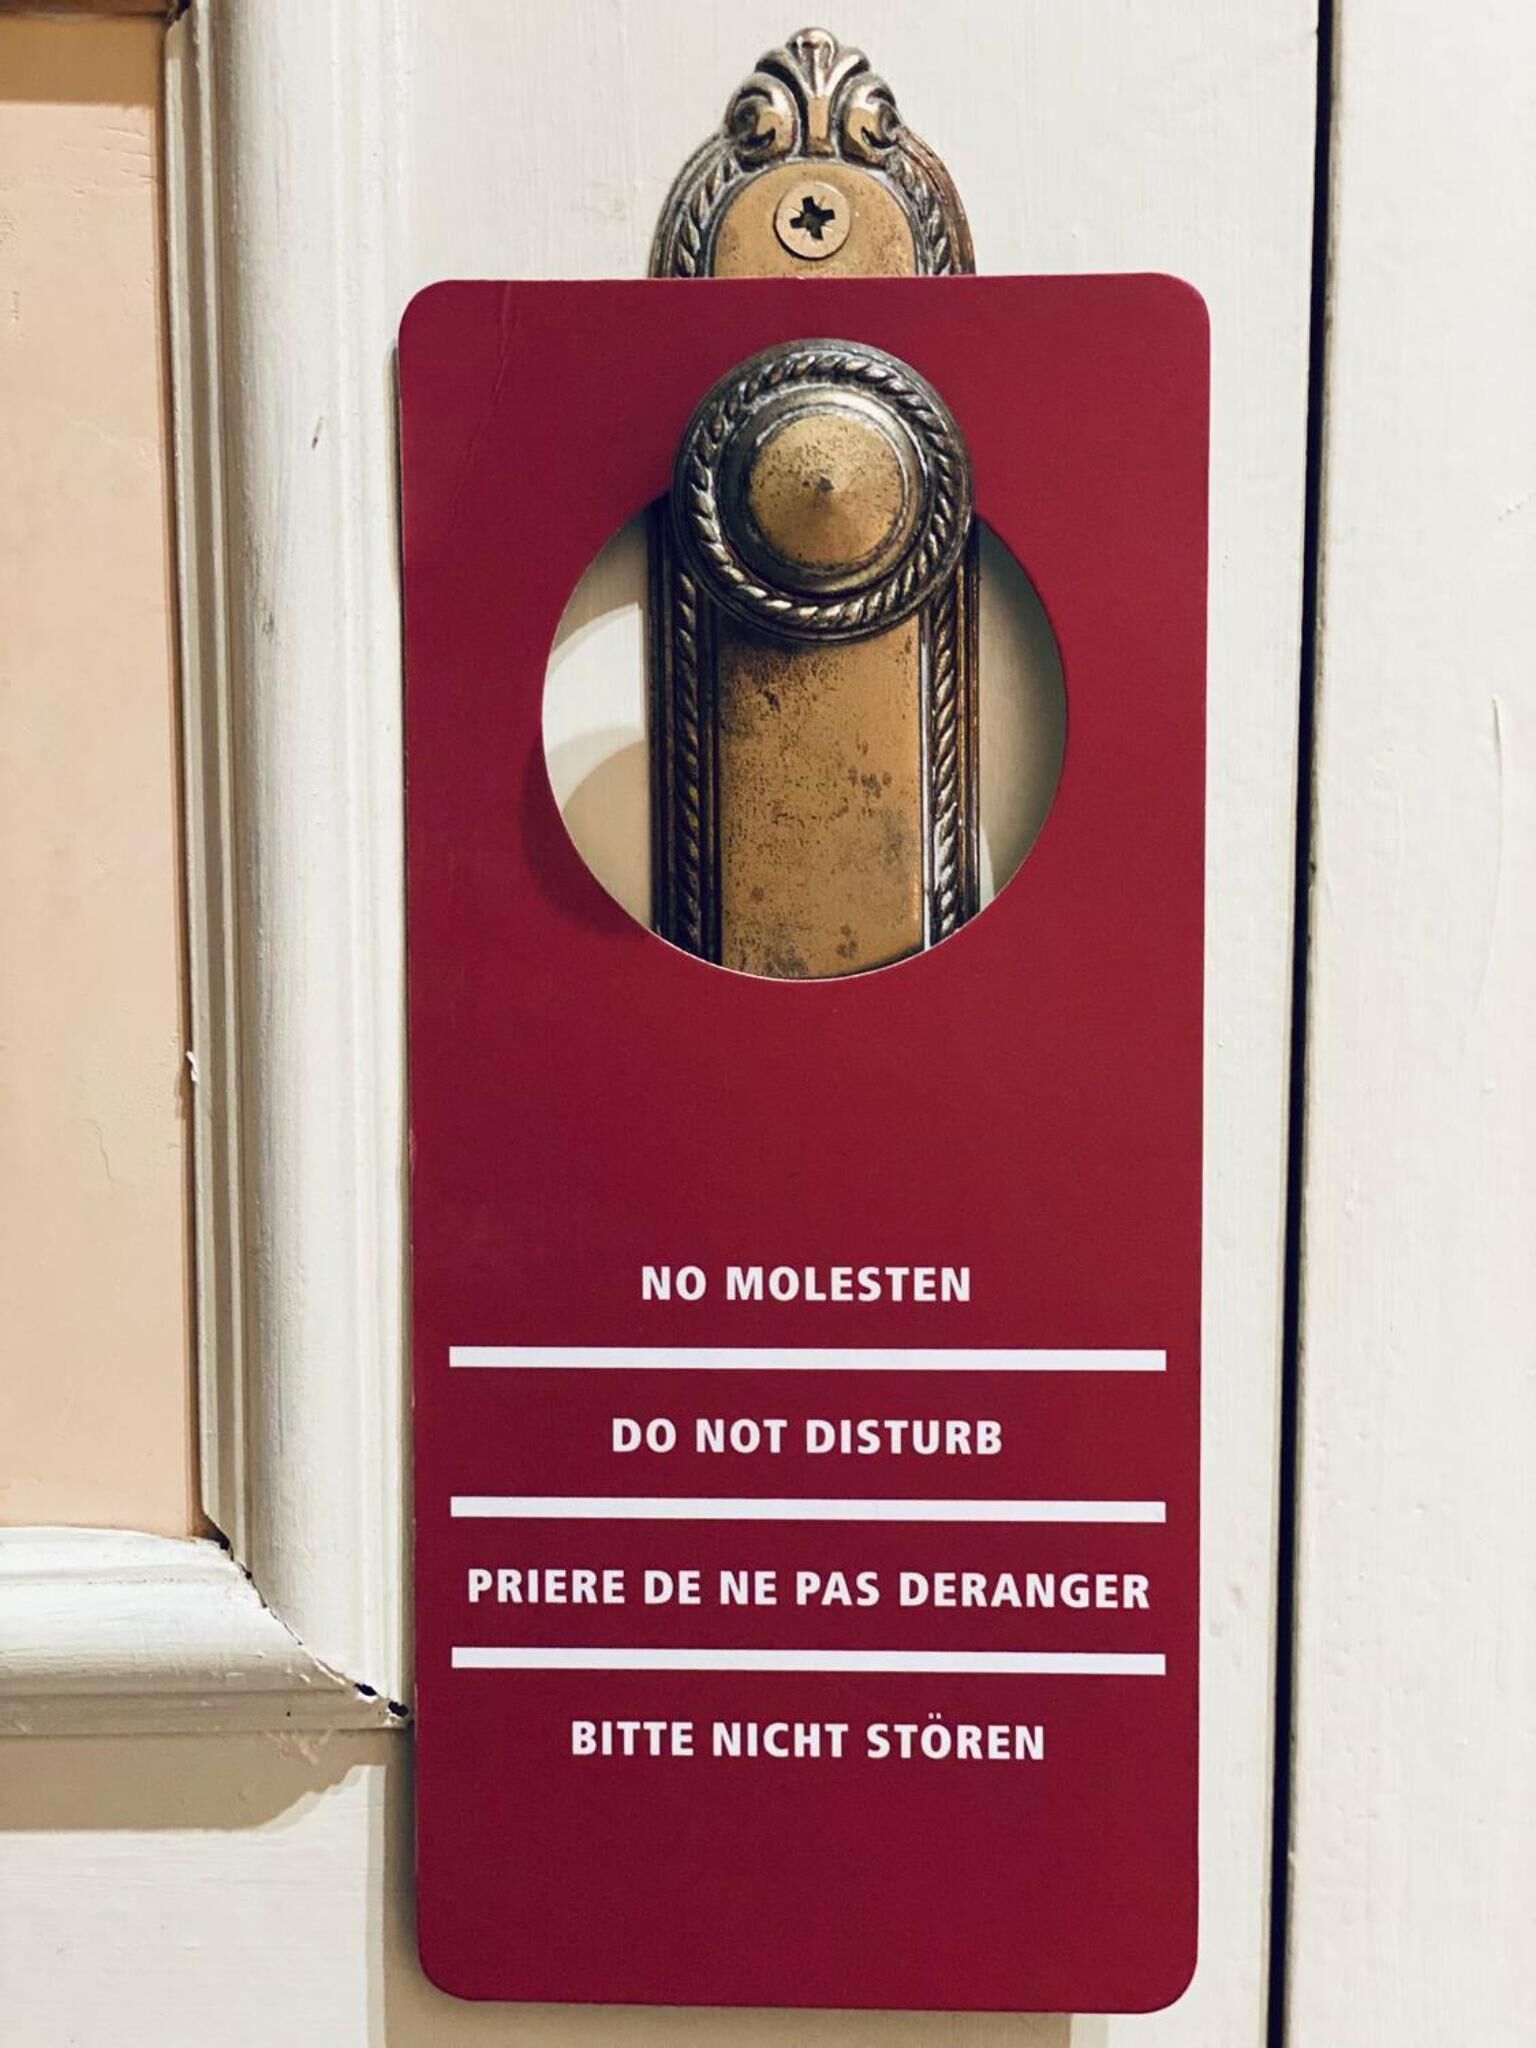 NO MOLESTEN
DO NOT DISTURB
PRIERE DE NE PAS DERANGER
BITTE NICHT STÖREN